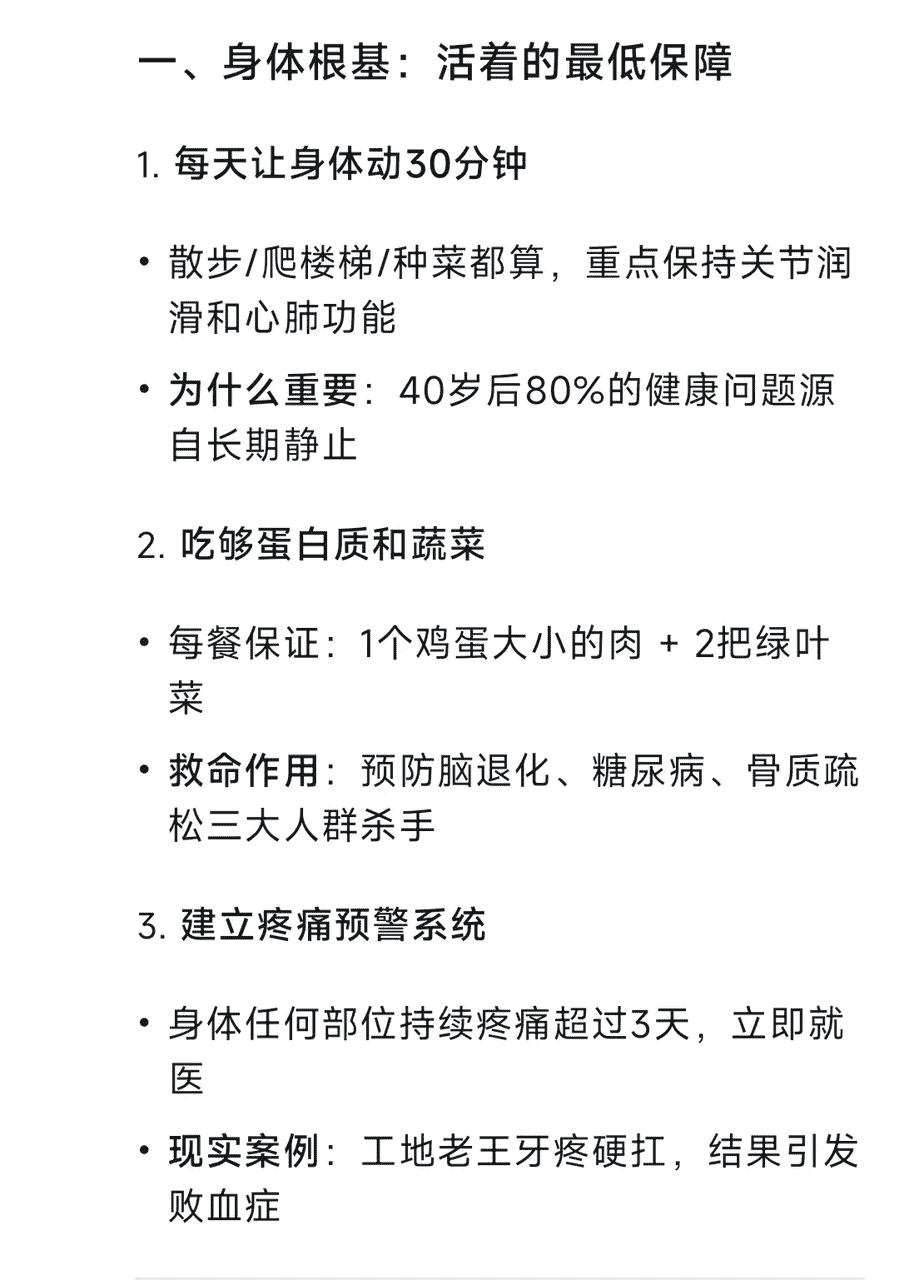 一、身体根基：活着的最低保障
1. 每天让身体动30分钟
• 散步/爬楼梯/种菜都算，重点保持关节润
滑和心肺功能
• 为什么重要：40岁后80%的健康问题源
自长期静止
2. 吃够蛋白质和蔬菜
• 每餐保证：1个鸡蛋大小的肉 + 2把绿叶
菜
• 救命作用：预防脑退化、糖尿病、骨质疏
松三大人群杀手
3. 建立疼痛预警系统
• 身体任何部位持续疼痛超过3天，立即就
医
• 现实案例：工地老王牙疼硬扛，结果引发
败血症